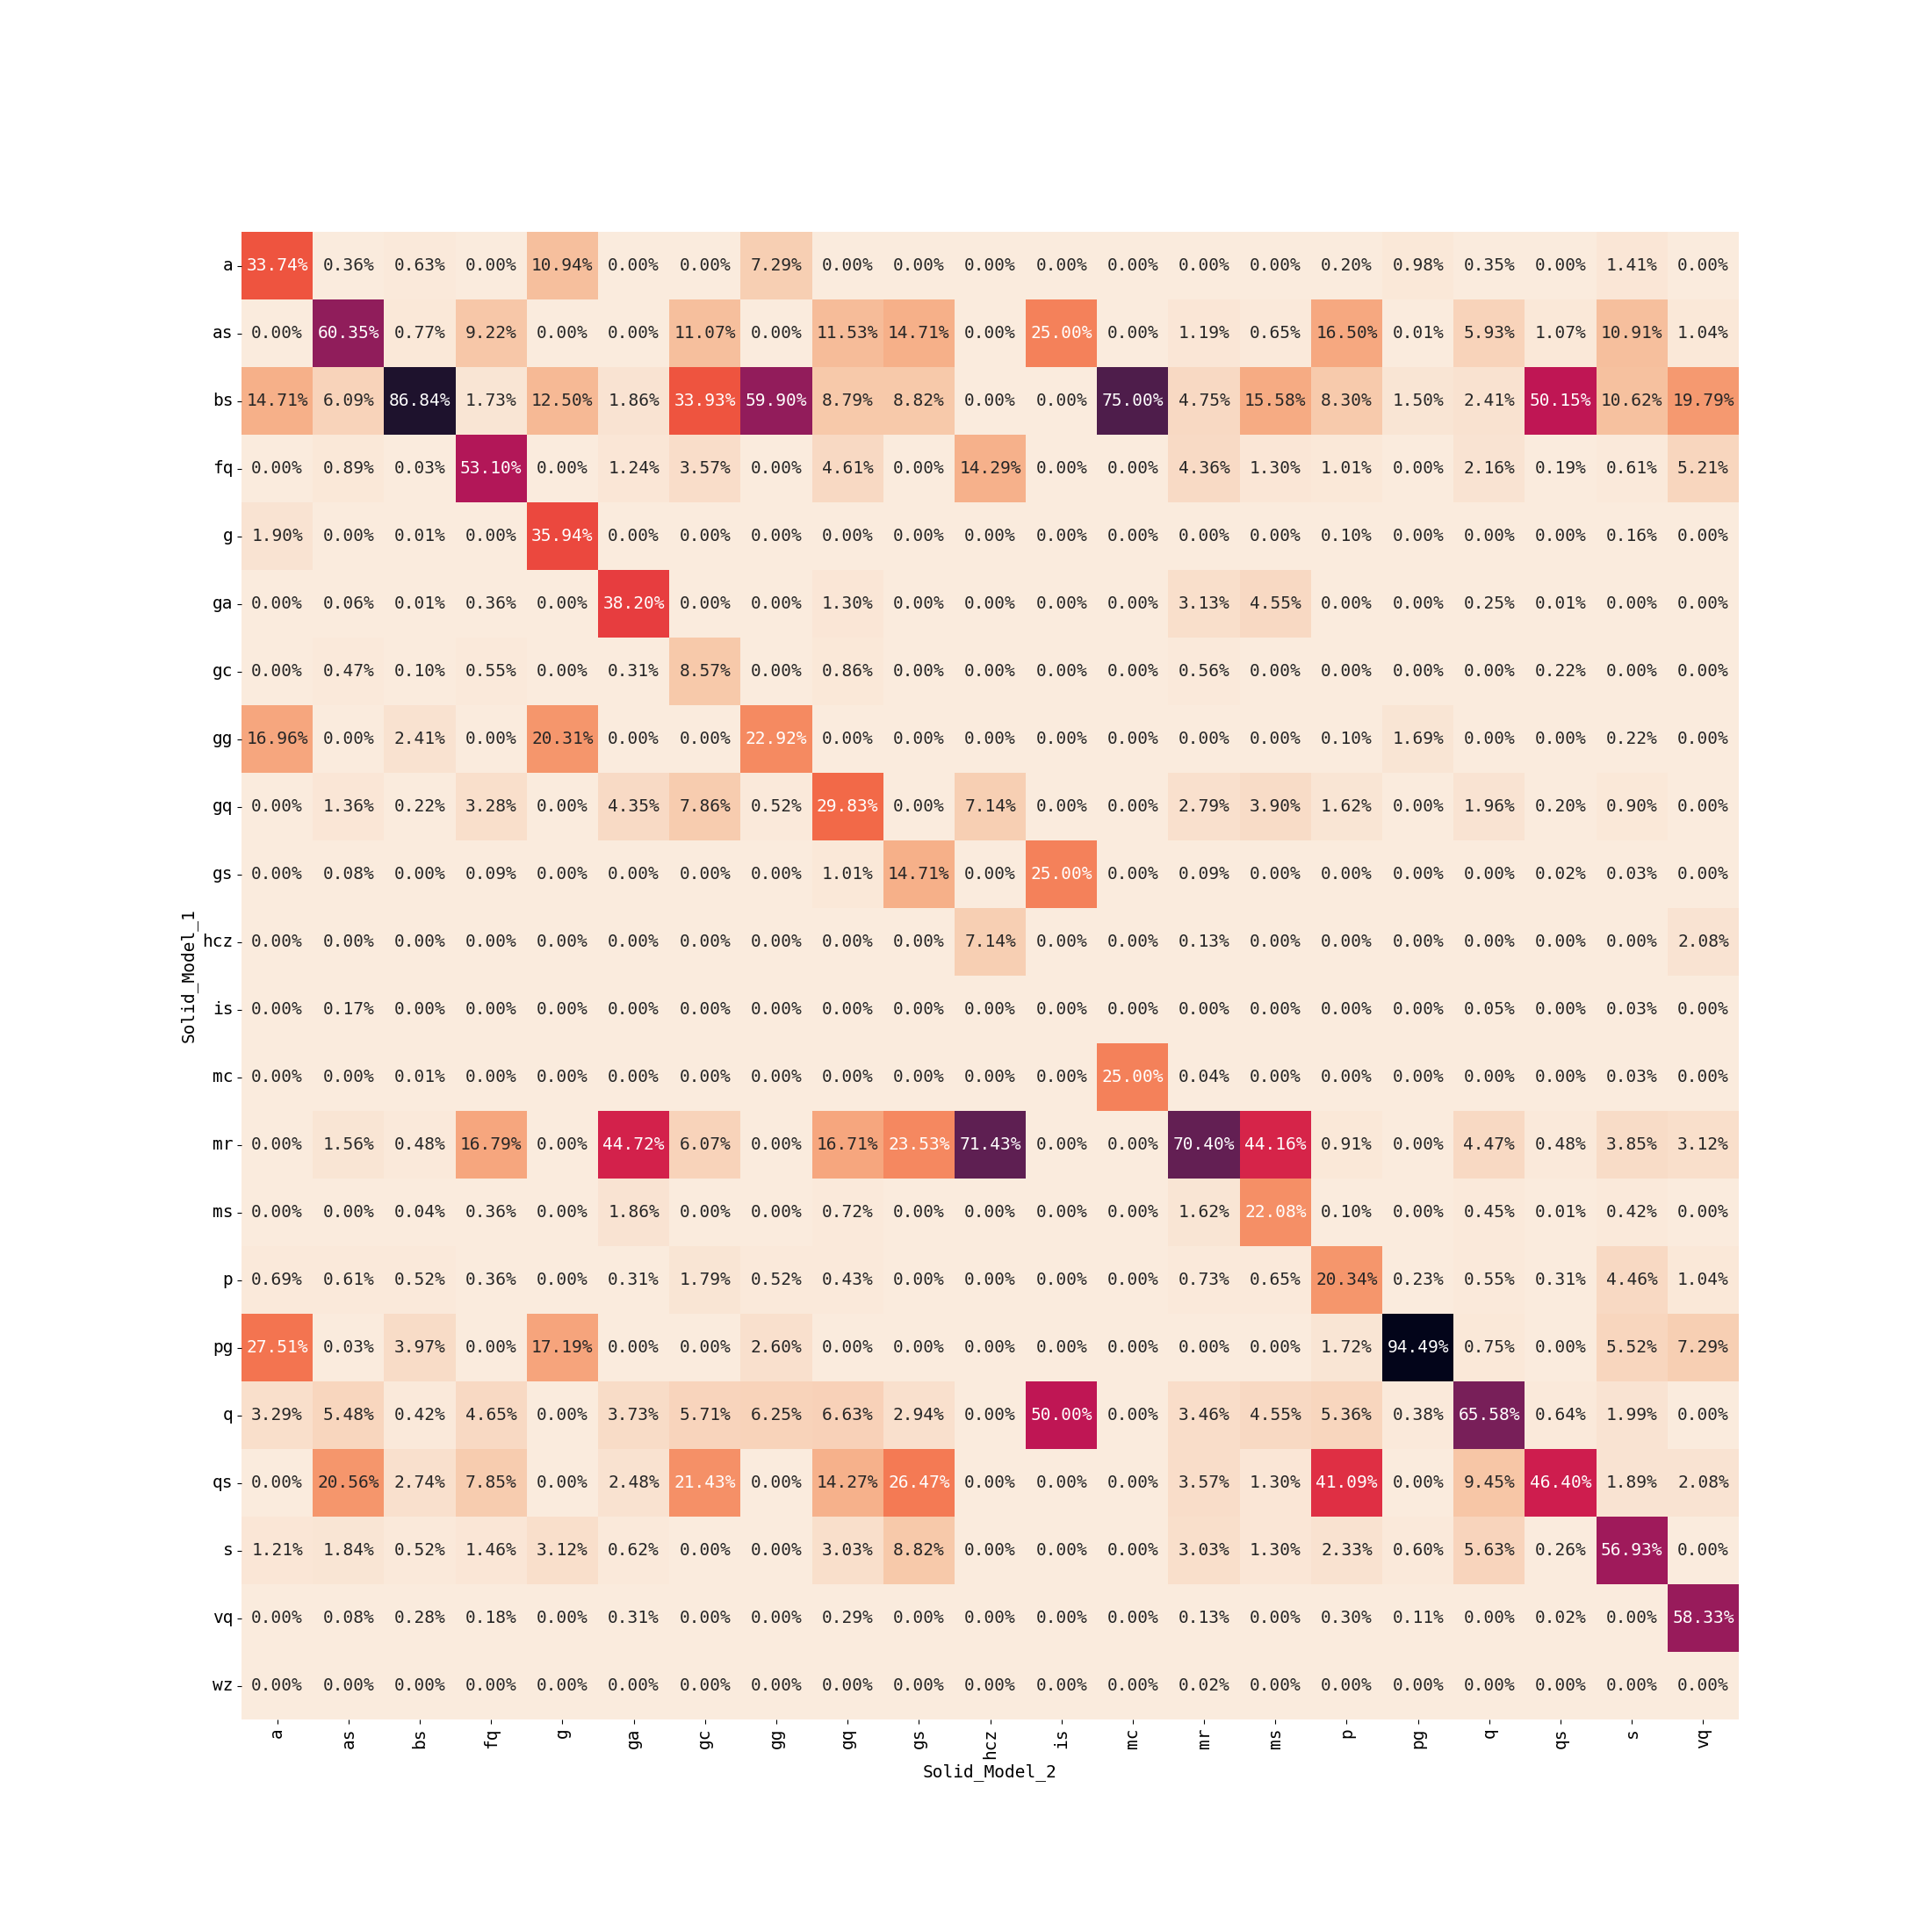 a 33.74% 0.36% 0.63% 0.00% 10.94% 0.00% 0.00% 7.29% 0.00% 0.00% 0.00% 0.00% 0.00% 0.00% 0.00% 0.20% 0.98% 0.35% 0.00% 1.41% 0.00%
as 0.00% 60.35% 0.77% 9.22% 0.00% 0.00% 11.07% 0.00% 11.53% 14.71% 0.00% 25.00% 0.00% 1.19% 0.65% 16.50% 0.01% 5.93% 1.07% 10.91% 1.04%
bs 14.71% 6.09% 86.84% 1.73% 12.50% 1.86% 33.93% 59.90% 8.79% 8.82% 0.00% 0.00% 75.00% 4.75% 15.58% 8.30% 1.50% 2.41% 50.15% 10.62% 19.79%
fq 0.00% 0.89% 0.03% 53.10% 0.00% 1.24% 3.57% 0.00% 4.61% 0.00% 14.29% 0.00% 0.00% 4.36% 1.30% 1.01% 0.00% 2.16% 0.19% 0.61% 5.21%
g 1.90% 0.00% 0.01% 0.00% 35.94% 0.00% 0.00% 0.00% 0.00% 0.00% 0.00% 0.00% 0.00% 0.00% 0.00% 0.10% 0.00% 0.00% 0.00% 0.16% 0.00%
ga 0.00% 0.06% 0.01% 0.36% 0.00% 38.20% 0.00% 0.00% 1.30% 0.00% 0.00% 0.00% 0.00% 3.13% 4.55% 0.00% 0.00% 0.25% 0.01% 0.00% 0.00%
gc 0.00% 0.47% 0.10% 0.55% 0.00% 0.31% 8.57% 0.00% 0.86% 0.00% 0.00% 0.00% 0.00% 0.56% 0.00% 0.00% 0.00% 0.00% 0.22% 0.00% 0.00%
gg 16.96% 0.00% 2.41% 0.00% 20.31% 0.00% 0.00% 22.92% 0.00% 0.00% 0.00% 0.00% 0.00% 0.00% 0.00% 0.10% 1.69% 0.00% 0.00% 0.22% 0.00%
gq 0.00% 1.36% 0.22% 3.28% 0.00% 4.35% 7.86% 0.52% 29.83% 0.00% 7.14% 0.00% 0.00% 2.79% 3.90% 1.62% 0.00% 1.96% 0.20% 0.90% 0.00%
gs 0.00% 0.08% 0.00% 0.09% 0.00% 0.00% 0.00% 0.00% 1.01% 14.71% 0.00% 25.00% 0.00% 0.09% 0.00% 0.00% 0.00% 0.00% 0.02% 0.03% 0.00%
hcz 0.00% 0.00% 0.00% 0.00% 0.00% 0.00% 0.00% 0.00% 0.00% 0.00% 7.14% 0.00% 0.00% 0.13% 0.00% 0.00% 0.00% 0.00% 0.00% 0.00% 2.08%
is 0.00% 0.17% 0.00% 0.00% 0.00% 0.00% 0.00% 0.00% 0.00% 0.00% 0.00% 0.00% 0.00% 0.00% 0.00% 0.00% 0.00% 0.05% 0.00% 0.03% 0.00%
mc 0.00% 0.00% 0.01% 0.00% 0.00% 0.00% 0.00% 0.00% 0.00% 0.00% 0.00% 0.00% 25.00% 0.04% 0.00% 0.00% 0.00% 0.00% 0.00% 0.03% 0.00%
mr 0.00% 1.56% 0.48% 16.79% 0.00% 44.72% 6.07% 0.00% 16.71% 23.53% 71.43% 0.00% 0.00% 70.40% 44.16% 0.91% 0.00% 4.47% 0.48% 3.85% 3.12%
ms 0.00% 0.00% 0.04% 0.36% 0.00% 1.86% 0.00% 0.00% 0.72% 0.00% 0.00% 0.00% 0.00% 1.62% 22.08% 0.10% 0.00% 0.45% 0.01% 0.42% 0.00%
p 0.69% 0.61% 0.52% 0.36% 0.00% 0.31% 1.79% 0.52% 0.43% 0.00% 0.00% 0.00% 0.00% 0.73% 0.65% 20.34% 0.23% 0.55% 0.31% 4.46% 1.04%
pg 27.51% 0.03% 3.97% 0.00% 17.19% 0.00% 0.00% 2.60% 0.00% 0.00% 0.00% 0.00% 0.00% 0.00% 0.00% 1.72% 94.49% 0.75% 0.00% 5.52% 7.29%
q 3.29% 5.48% 0.42% 4.65% 0.00% 3.73% 5.71% 6.25% 6.63% 2.94% 0.00% 50.00% 0.00% 3.46% 4.55% 5.36% 0.38% 65.58% 0.64% 1.99% 0.00%
qs 0.00% 20.56% 2.74% 7.85% 0.00% 2.48% 21.43% 0.00% 14.27% 26.47% 0.00% 0.00% 0.00% 3.57% 1.30% 41.09% 0.00% 9.45% 46.40% 1.89% 2.08%
s 1.21% 1.84% 0.52% 1.46% 3.12% 0.62% 0.00% 0.00% 3.03% 8.82% 0.00% 0.00% 0.00% 3.03% 1.30% 2.33% 0.60% 5.63% 0.26% 56.93% 0.00%
vq 0.00% 0.08% 0.28% 0.18% 0.00% 0.31% 0.00% 0.00% 0.29% 0.00% 0.00% 0.00% 0.00% 0.13% 0.00% 0.30% 0.11% 0.00% 0.02% 0.00% 58.33%
wz 0.00% 0.00% 0.00% 0.00% 0.00% 0.00% 0.00% 0.00% 0.00% 0.00% 0.00% 0.00% 0.00% 0.02% 0.00% 0.00% 0.00% 0.00% 0.00% 0.00% 0.00%
a as bs fq g ga gc gg gq gs hcz is mc mr ms p pg q qs s vq
Solid_Model_2
Solid_Model_1